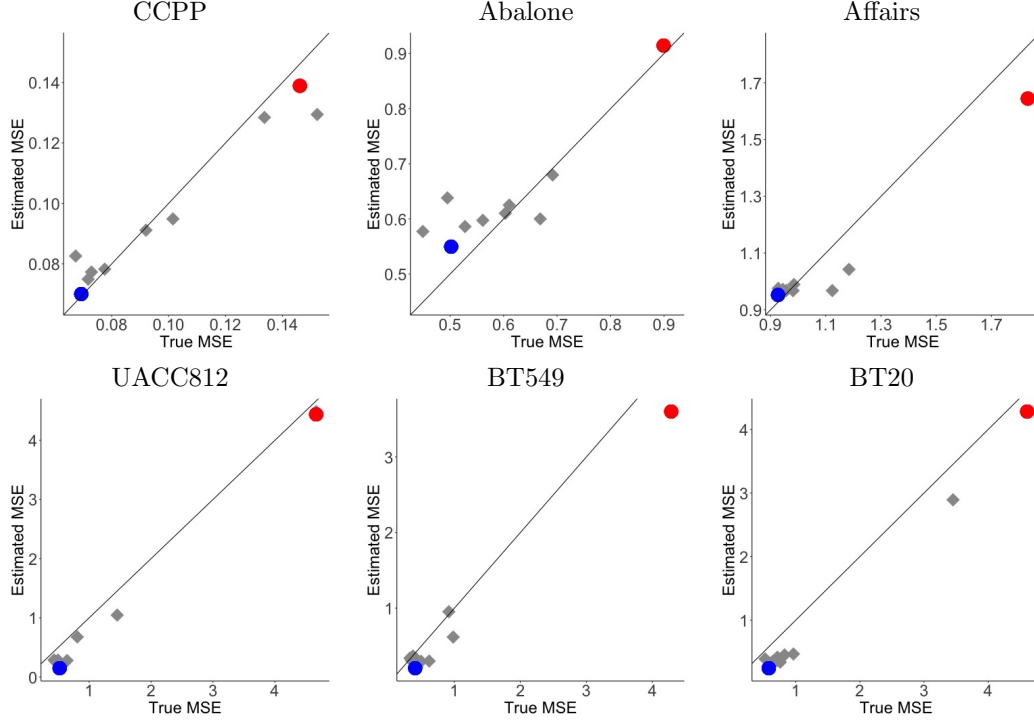 CCPP Abalone Affairs
Estimated MSE
0.14
0.12
0.10
0.08
0.08 0.10 0.12 0.14
True MSE
Estimated MSE
0.9
0.8
0.7
0.6
0.5
0.5 0.6 0.7 0.8 0.9
True MSE
Estimated MSE
1.7
1.5
1.3
1.1
0.9
0.9 1.1 1.3 1.5 1.7
True MSE
UACC812 BT549 BT20
Estimated MSE
4
3
2
1
0
1 2 3 4
True MSE
Estimated MSE
3
2
1
1 2 3 4
True MSE
Estimated MSE
4
3
2
1
1 2 3 4
True MSE